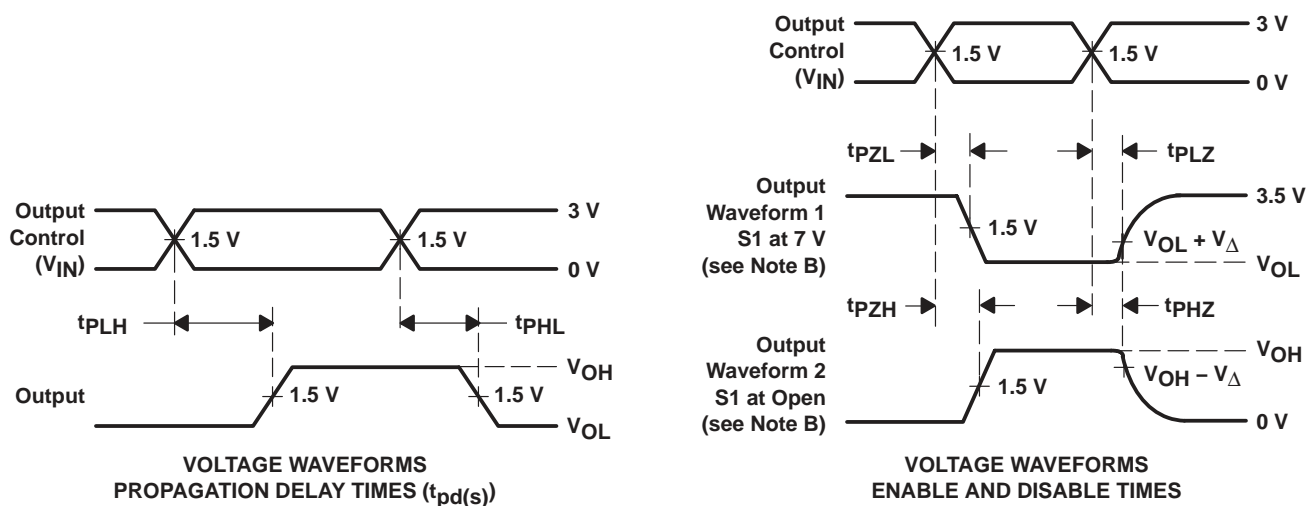 Output
Control
(VIN)
3 V
1.5 V
1.5 V
0 V
tPLH
tPHL
Output
VOH
1.5 V
1.5 V
VOL
VOLTAGE WAVEFORMS
PROPAGATION DELAY TIMES (tpd(s))
Output
Control
(VIN)
3 V
1.5 V
1.5 V
0 V
tPZL
tPLZ
Output
Waveform 1
S1 at 7 V
(see Note B)
3.5 V
1.5 V
VOL + VΔ
VOL
tPZH
tPHZ
Output
Waveform 2
S1 at Open
(see Note B)
VOH
1.5 V
VOH – VΔ
0 V
VOLTAGE WAVEFORMS
ENABLE AND DISABLE TIMES